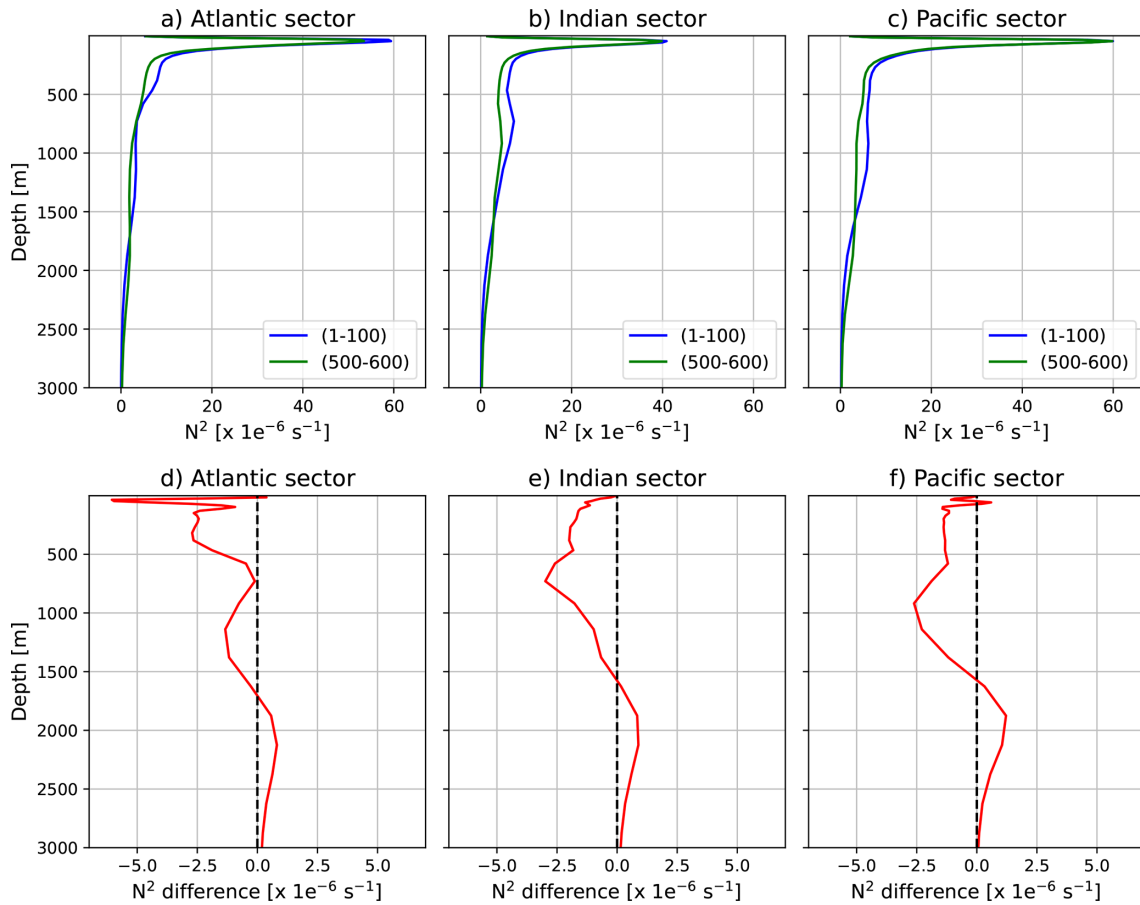 a) Atlantic sector
b) Indian sector
c) Pacific sector
Depth [m]
500
1000
1500
2000
2500
3000
(1-100)
(500-600)
(1-100)
(500-600)
(1-100)
(500-600)
0 20 40 60
0 20 40 60
0 20 40 60
N² [x 1e⁻⁶ s⁻¹]
N² [x 1e⁻⁶ s⁻¹]
N² [x 1e⁻⁶ s⁻¹]
d) Atlantic sector
e) Indian sector
f) Pacific sector
Depth [m]
500
1000
1500
2000
2500
3000
−5.0 −2.5 0.0 2.5 5.0
−5.0 −2.5 0.0 2.5 5.0
−5.0 −2.5 0.0 2.5 5.0
N² difference [x 1e⁻⁶ s⁻¹]
N² difference [x 1e⁻⁶ s⁻¹]
N² difference [x 1e⁻⁶ s⁻¹]